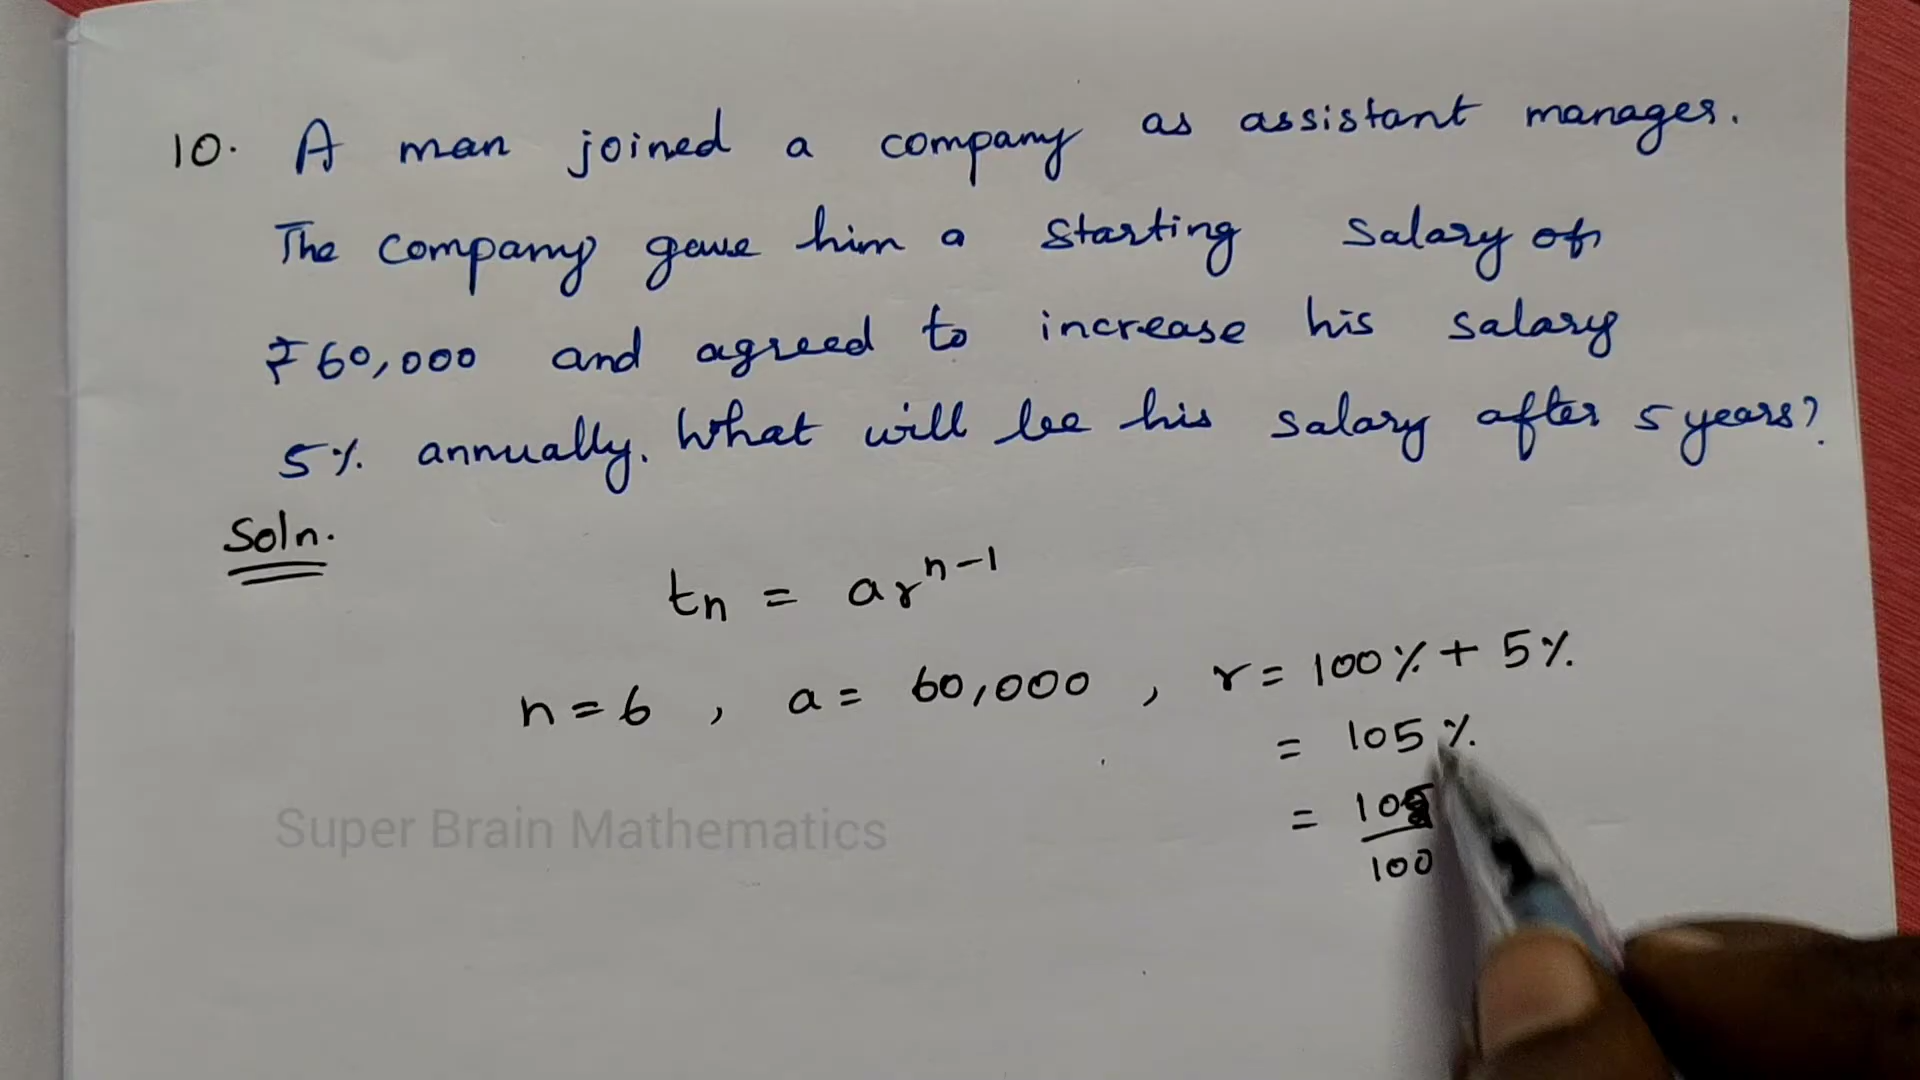 10. A man joined a company as assistant manager.
The company gave him a starting salary of
₹60,000 and agreed to increase his salary
5% annually. What will be his salary after 5 years?
Soln.
tn = ar^n-1
n = 6 , a = 60,000 , r = 100% + 5%
= 105%
= 105/100
Super Brain Mathematics